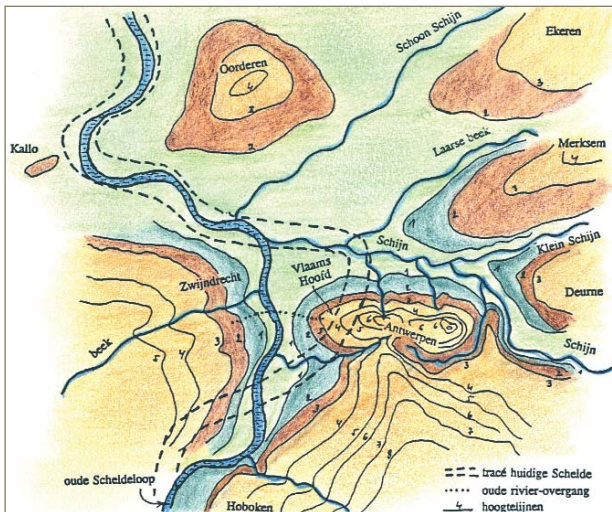 Ekeren
Schoon Schijn
Oorderen
Merksem
Kallo
Laarse beek
Schijn
Klein Schijn
Vlaams
Hoofd
Zwijndrecht
Deurne
Antwerpen
Schijn
beek
oude Scheldeloop
Hoboken
tracé huidige Schelde
oude rivier-overgang
hoogtelijnen